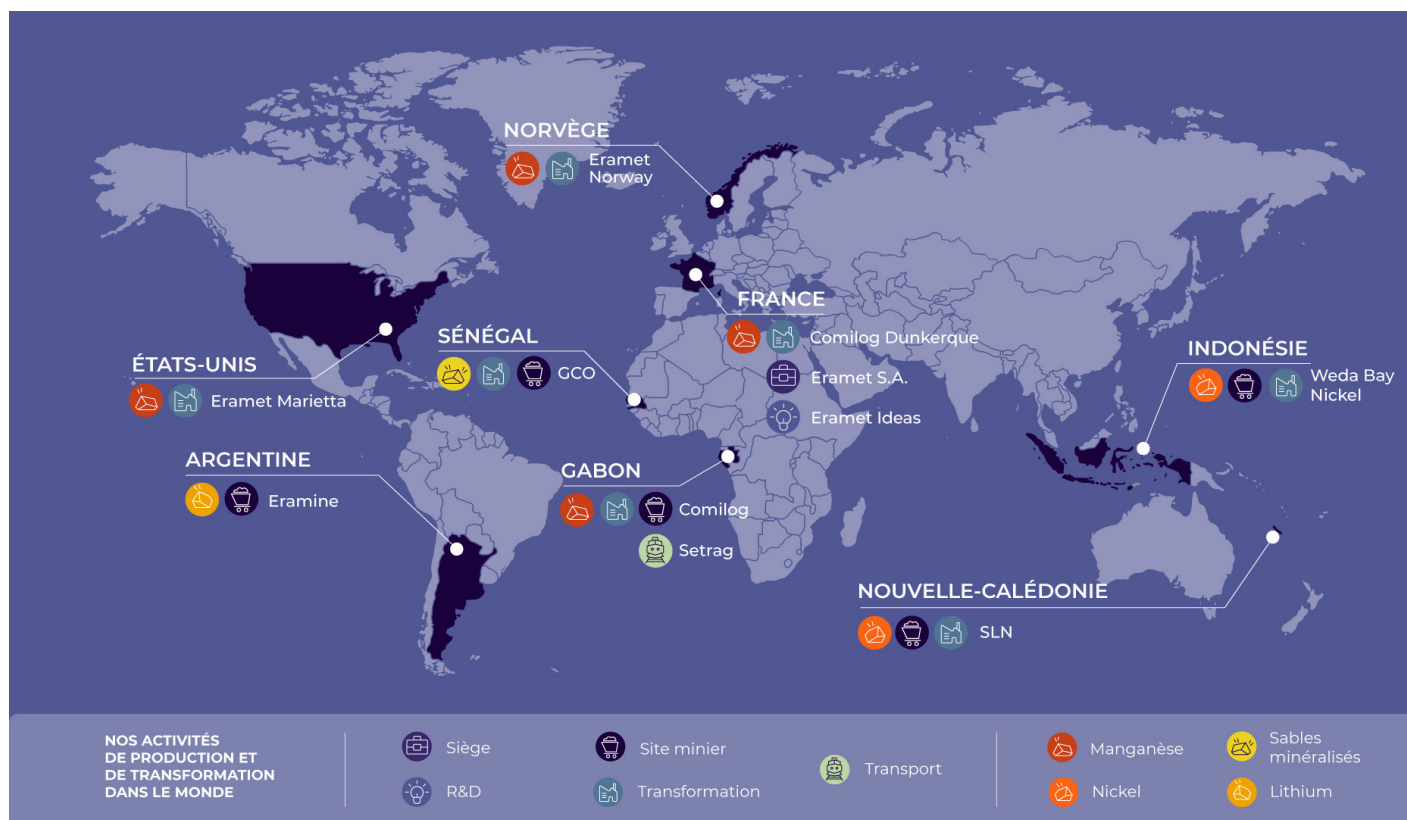 NORVÈGE
Eramet
Norway
FRANCE
Comilog Dunkerque
Eramet S.A.
Eramet Ideas
ÉTATS-UNIS
Eramet Marietta
SÉNÉGAL
GCO
INDONÉSIE
Weda Bay
Nickel
ARGENTINE
Eramine
GABON
Comilog
Setrag
NOUVELLE-CALÉDONIE
SLN
NOS ACTIVITÉS
DE PRODUCTION ET
DE TRANSFORMATION
DANS LE MONDE
Siège
R&D
Site minier
Transformation
Transport
Manganèse
Nickel
Sables
minéralisés
Lithium